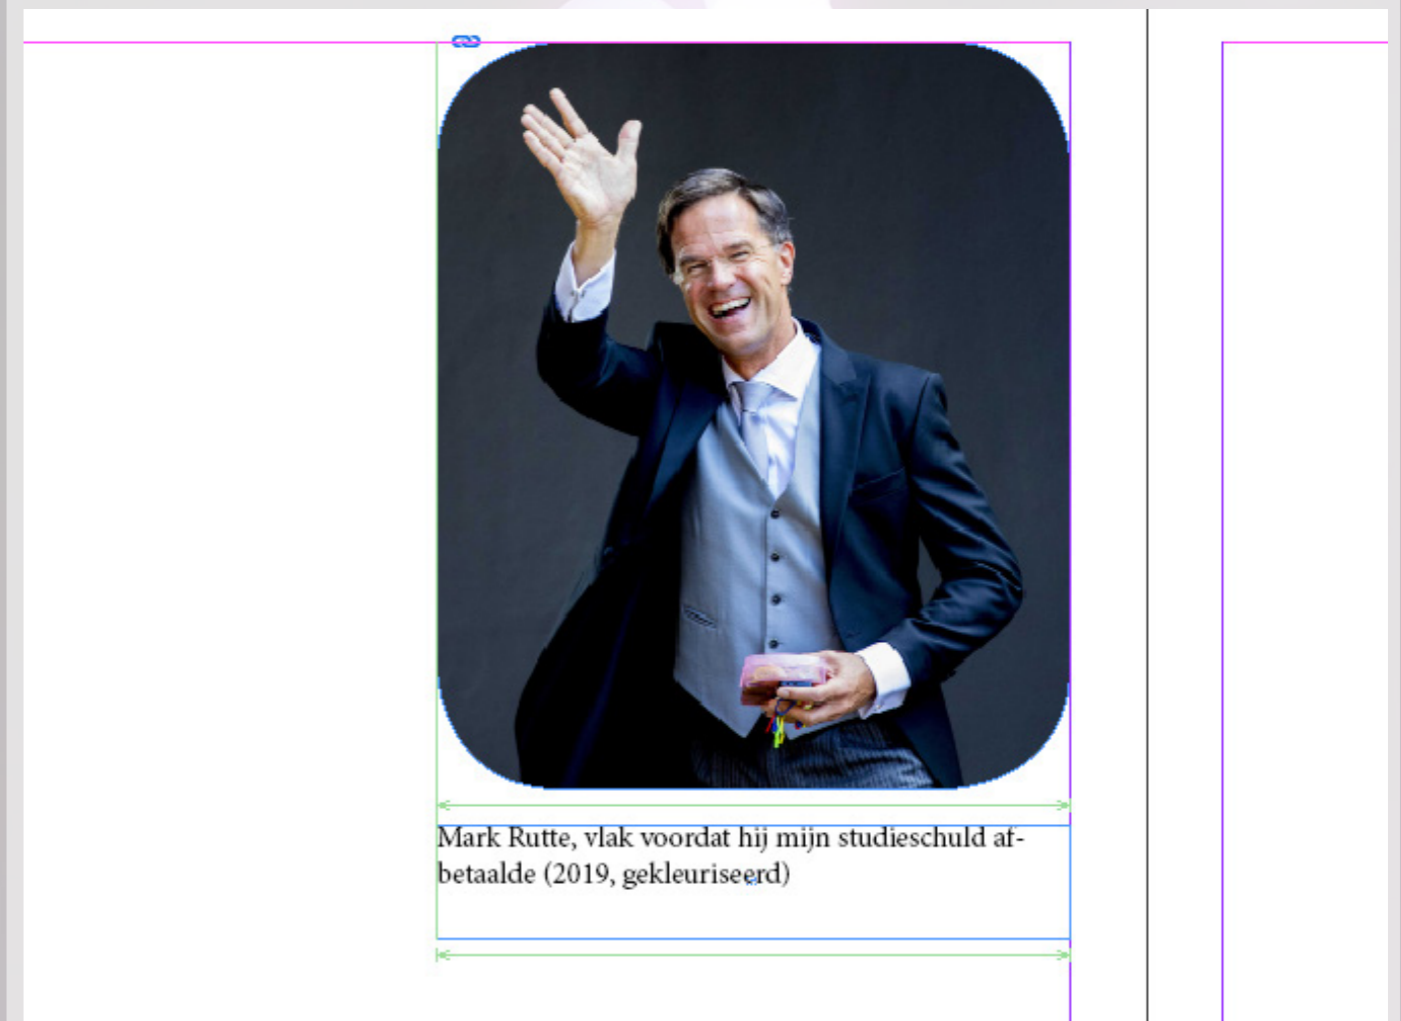 Mark Rutte, vlak voordat hij mijn studieschuld af-
betaalde (2019, gekleuriseerd)